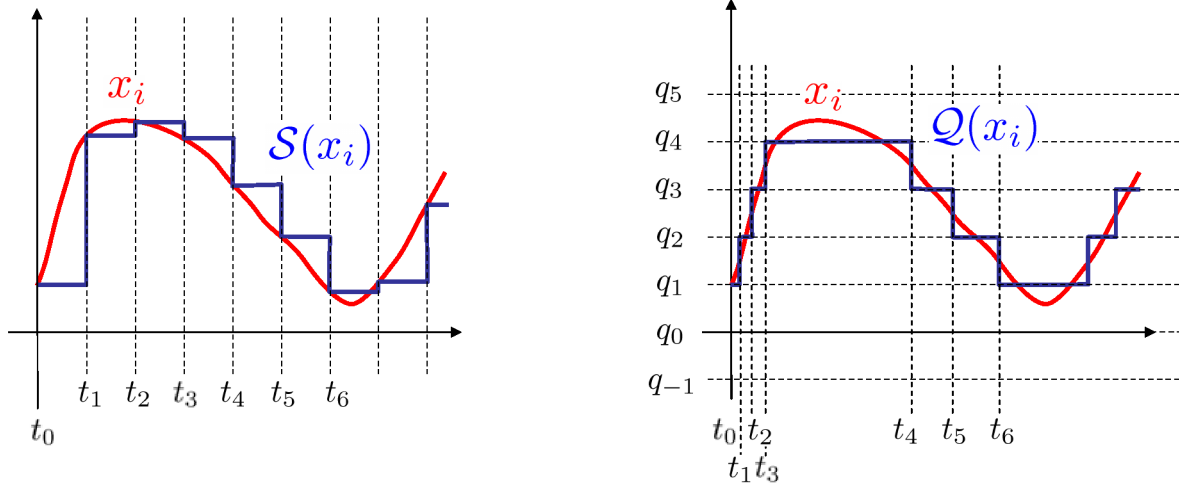 x_i
S(x_i)
t_1 t_2 t_3 t_4 t_5 t_6
t_0
q_5
x_i
Q(x_i)
q_4
q_3
q_2
q_1
q_0
q_{-1}
t_0 t_2 t_4 t_5 t_6
t_1 t_3